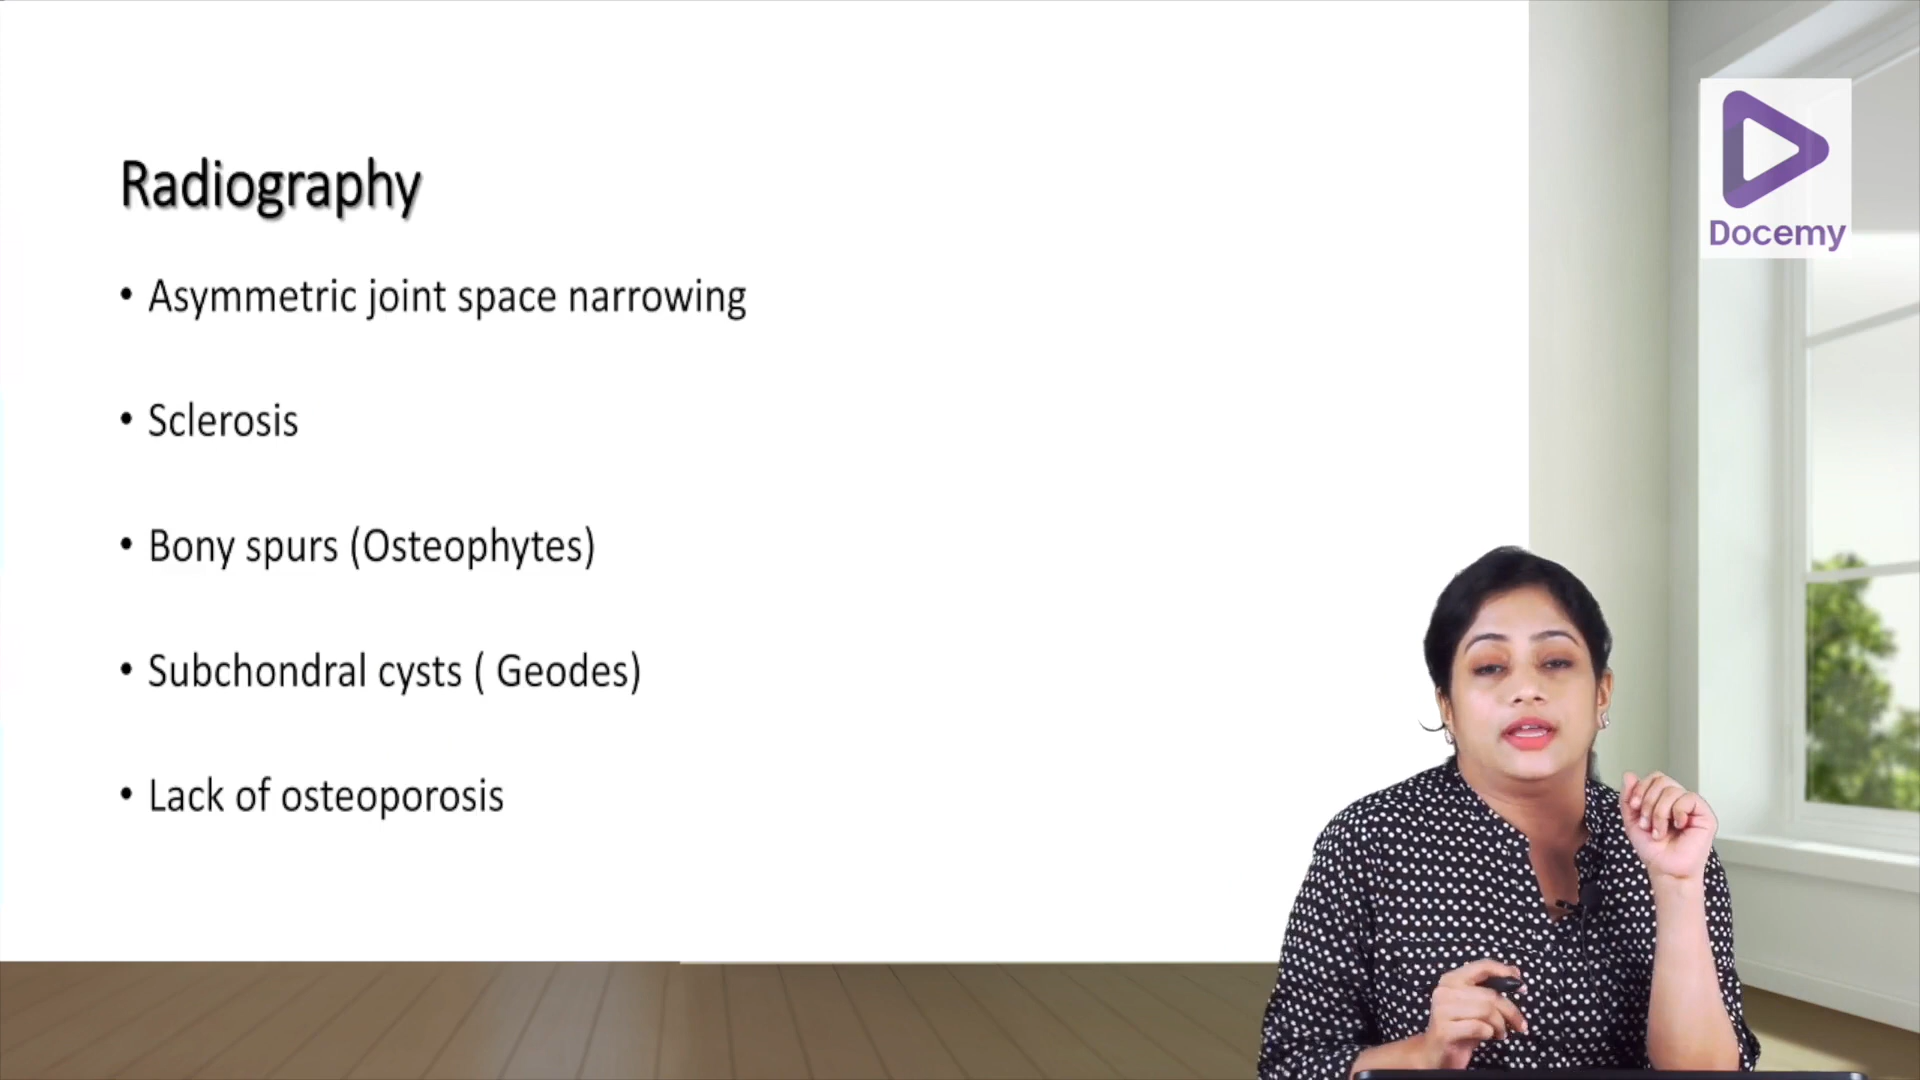 Radiography
• Asymmetric joint space narrowing
• Sclerosis
• Bony spurs (Osteophytes)
• Subchondral cysts ( Geodes)
• Lack of osteoporosis
Docemy